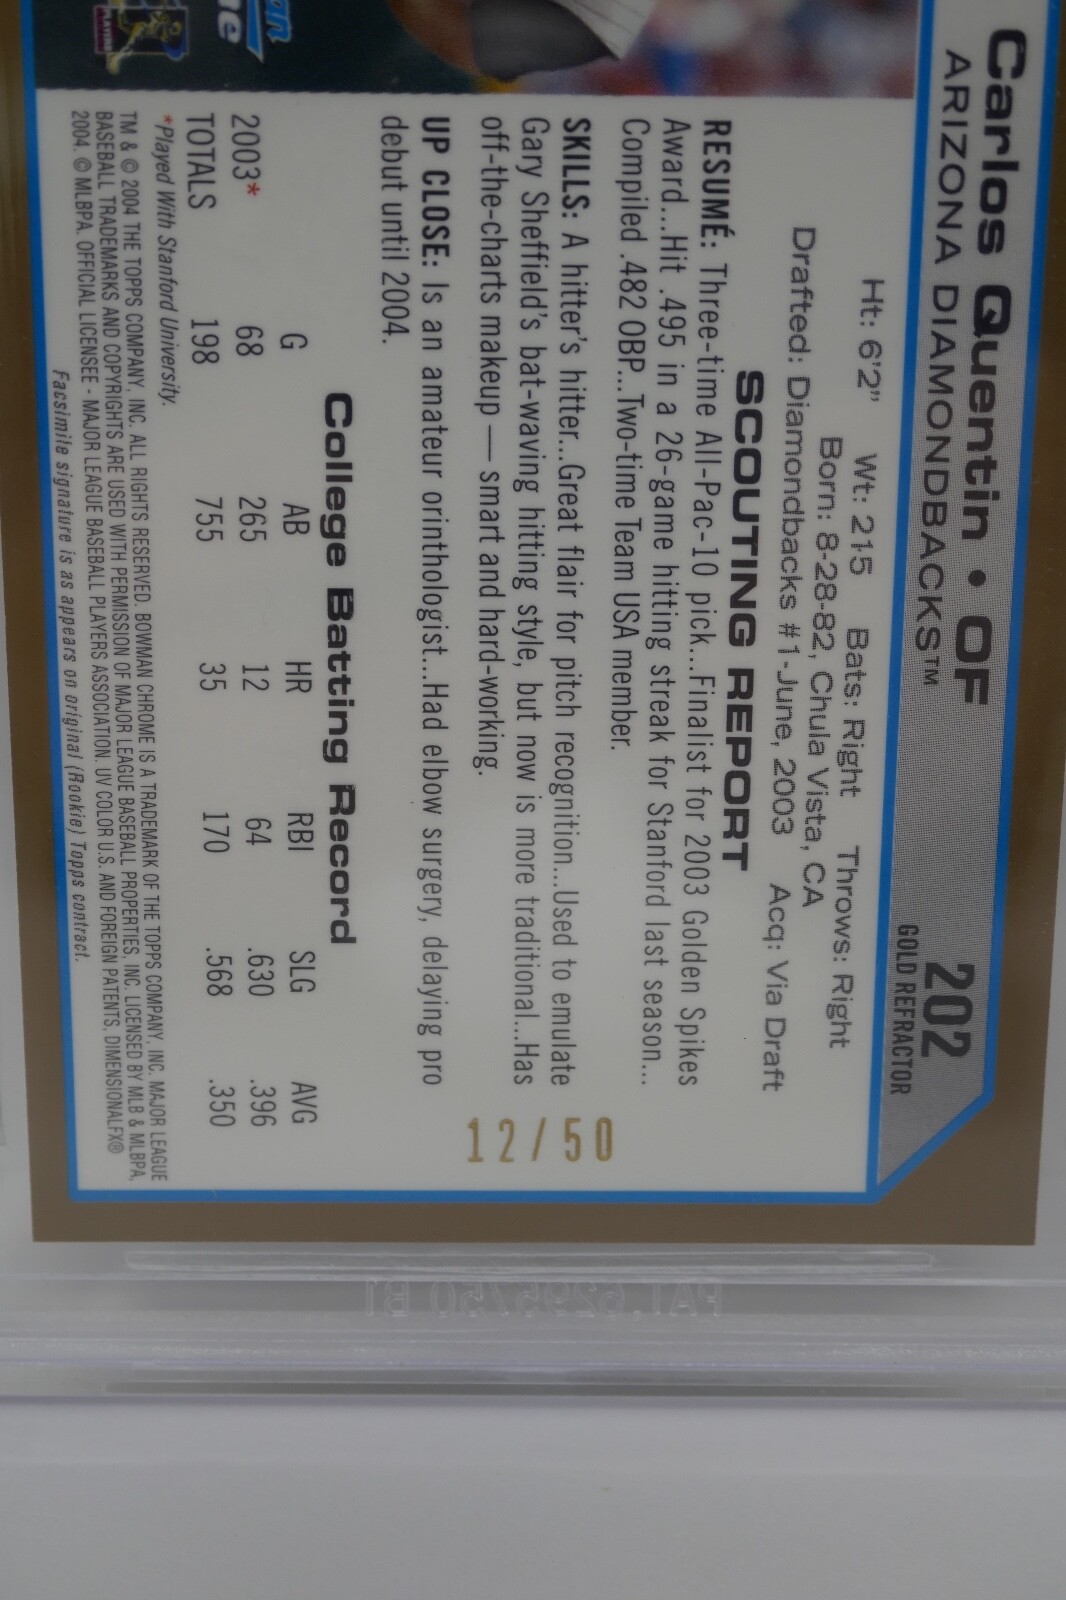 Carlos Quentin • OF
ARIZONA DIAMONDBACKS™
202
GOLD REFRACTOR
Ht: 6'2" Wt: 215 Bats: Right Throws: Right
Born: 8-28-82, Chula Vista, CA
Drafted: Diamondbacks #1-June, 2003 Acq: Via Draft
SCOUTING REPORT
RESUMÉ: Three-time All-Pac-10 pick...Finalist for 2003 Golden Spikes
Award...Hit .495 in a 26-game hitting streak for Stanford last season...
Compiled .482 OBP...Two-time Team USA member.
SKILLS: A hitter's hitter...Great flair for pitch recognition...Used to emulate
Gary Sheffield's bat-waving hitting style, but now is more traditional...Has
off-the-charts makeup — smart and hard-working.
UP CLOSE: Is an amateur orinthologist...Had elbow surgery, delaying pro
debut until 2004.
12/50
College Batting Record
G AB HR RBI SLG AVG
2003* 68 265 12 64 .630 .396
TOTALS 198 755 35 170 .568 .350
*Played With Stanford University.
TM & © 2004 THE TOPPS COMPANY, INC. ALL RIGHTS RESERVED. BOWMAN CHROME IS A TRADEMARK OF THE TOPPS COMPANY, INC. MAJOR LEAGUE
BASEBALL TRADEMARKS AND COPYRIGHTS ARE USED WITH PERMISSION OF MAJOR LEAGUE BASEBALL PROPERTIES, INC. LICENSED BY MLB & MLBPA,
2004. © MLBPA. OFFICIAL LICENSEE - MAJOR LEAGUE BASEBALL PLAYERS ASSOCIATION. UV COLOR U.S. AND FOREIGN PATENTS, DIMENSIONALFX®
Facsimile signature is as appears on original (Rookie) Topps contract.
PLAYERS